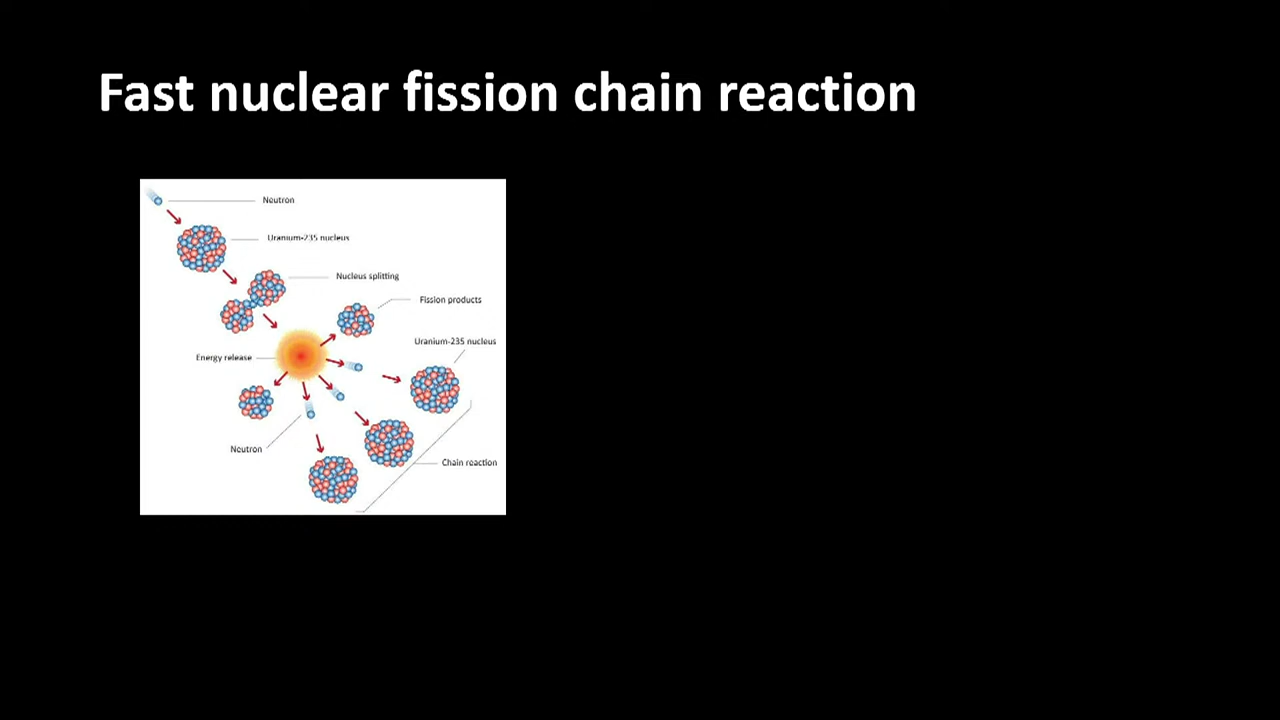 Fast nuclear fission chain reaction
Neutron
Uranium-235 nucleus
Nucleus splitting
Fission products
Uranium-235 nucleus
Energy release
Neutron
Chain reaction